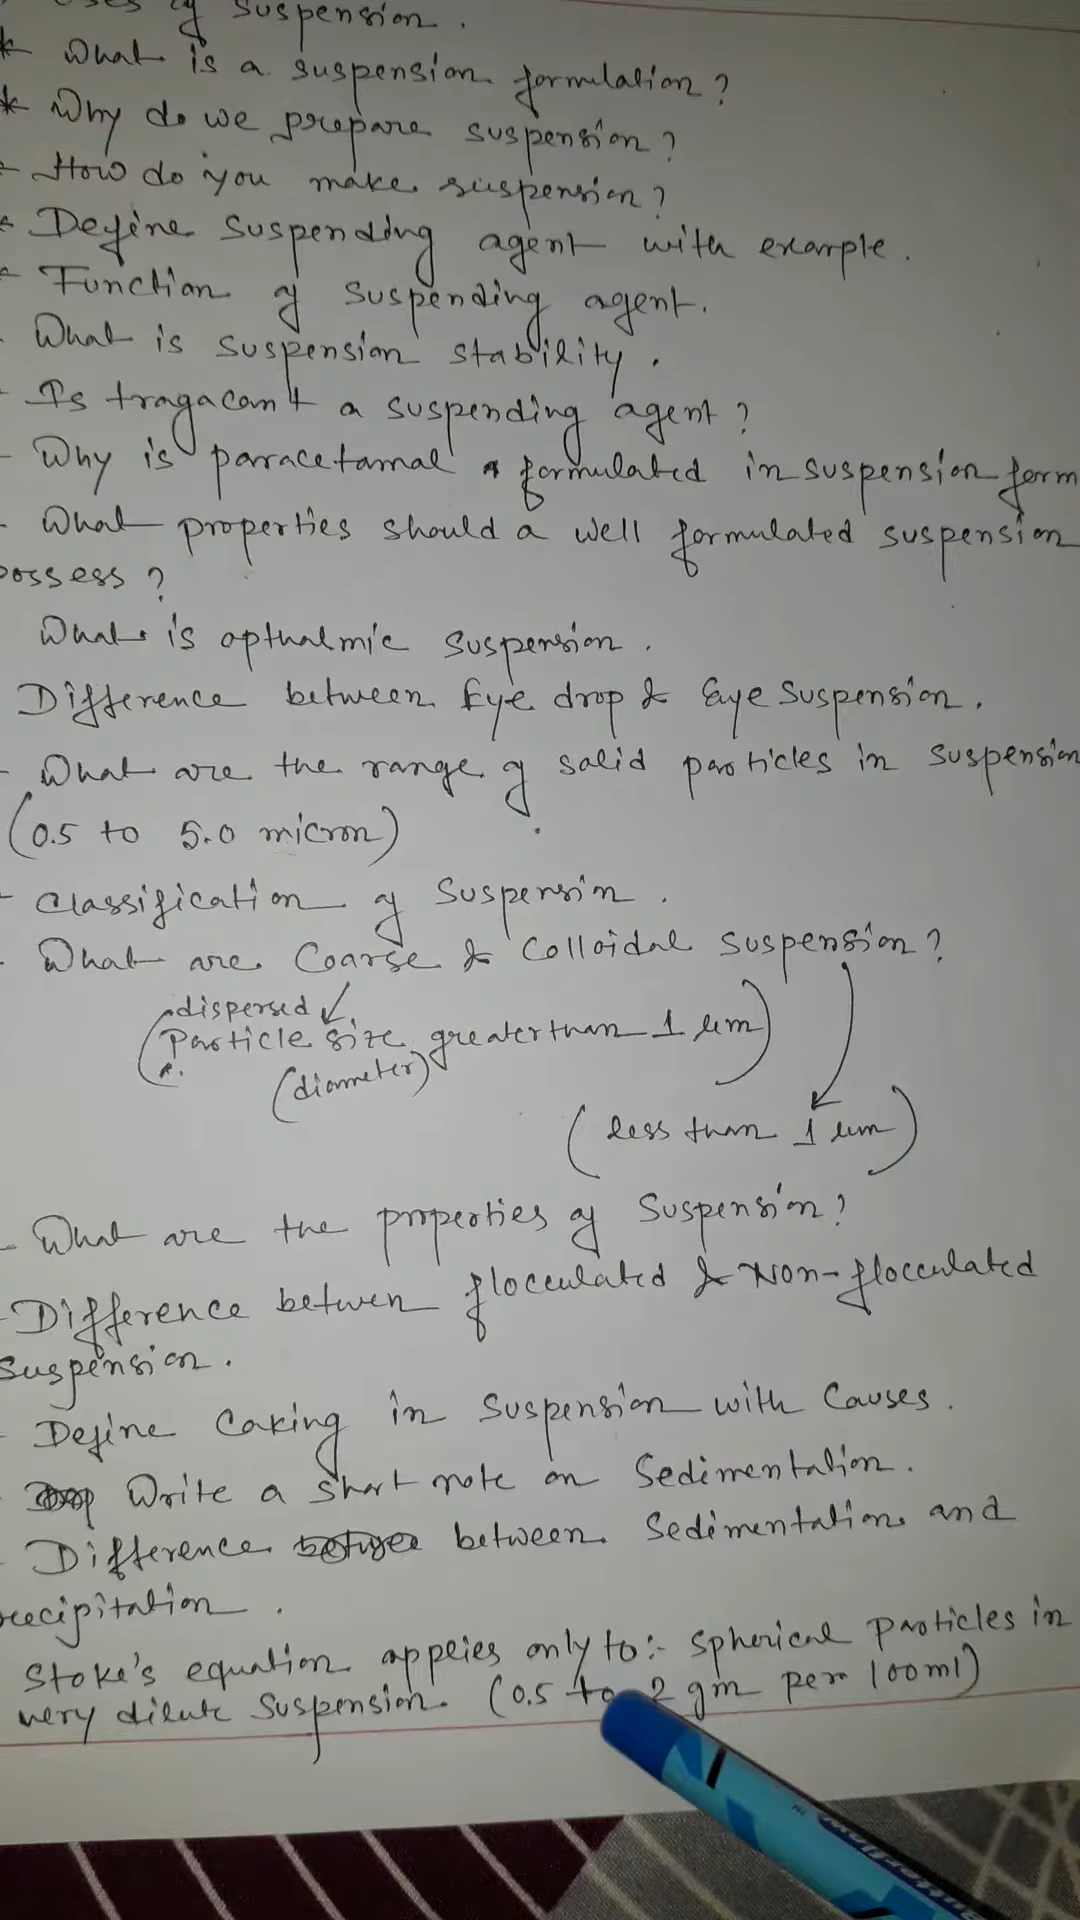 Uses of suspension.
* What is a suspension formulation?
* Why do we prepare suspension?
- How do you make suspension?
* Define suspending agent with example.
* Function of suspending agent.
- What is suspension stability.
- Is tragacant a suspending agent?
- Why is paracetamal formulated in suspension form
- What properties should a well formulated suspension
possess?
What is opthalmic suspension.
Difference between Eye drop & Eye suspension.
- What are the range of solid particles in suspension
(0.5 to 5.0 micron)
- Classification of Suspension.
- What are Coarse & Colloidal suspension?
dispersed
(Particle size greater than 1 µm)
(diameter)
(less than 1 µm)
- What are the properties of suspension?
- Difference betwen flocculated & Non-flocculated
suspension.
- Define Caking in suspension with Causes.
- Write a short note on Sedimentation.
- Difference between Sedimentation and
recipitation.
Stoke's equation applies only to:- spherical particles in
very dilute suspension. (0.5 to 2 gm per 100ml)